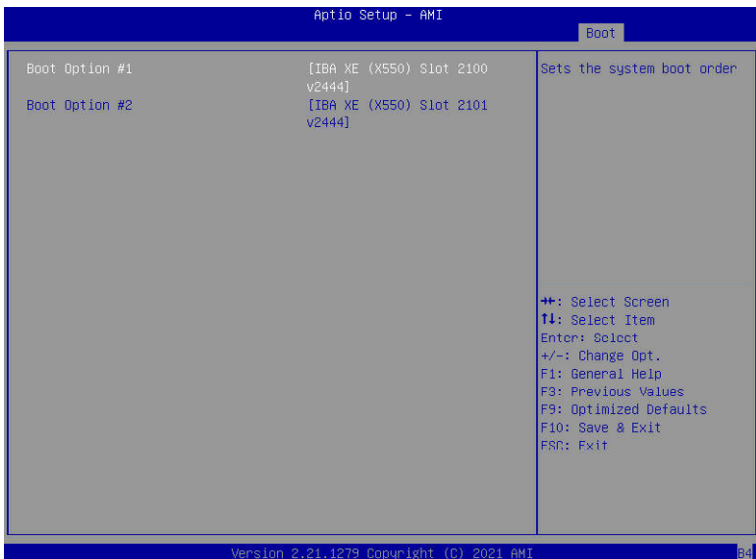 Aptio Setup - AMI
Boot
Boot Option #1 [IBA XE (X550) Slot 2100
v2444]
Boot Option #2 [IBA XE (X550) Slot 2101
v2444]
Sets the system boot order
→←: Select Screen
↑↓: Select Item
Enter: Select
+/-: Change Opt.
F1: General Help
F3: Previous Values
F9: Optimized Defaults
F10: Save & Exit
ESC: Exit
Version 2.21.1279 Copyright (C) 2021 AMI
B4